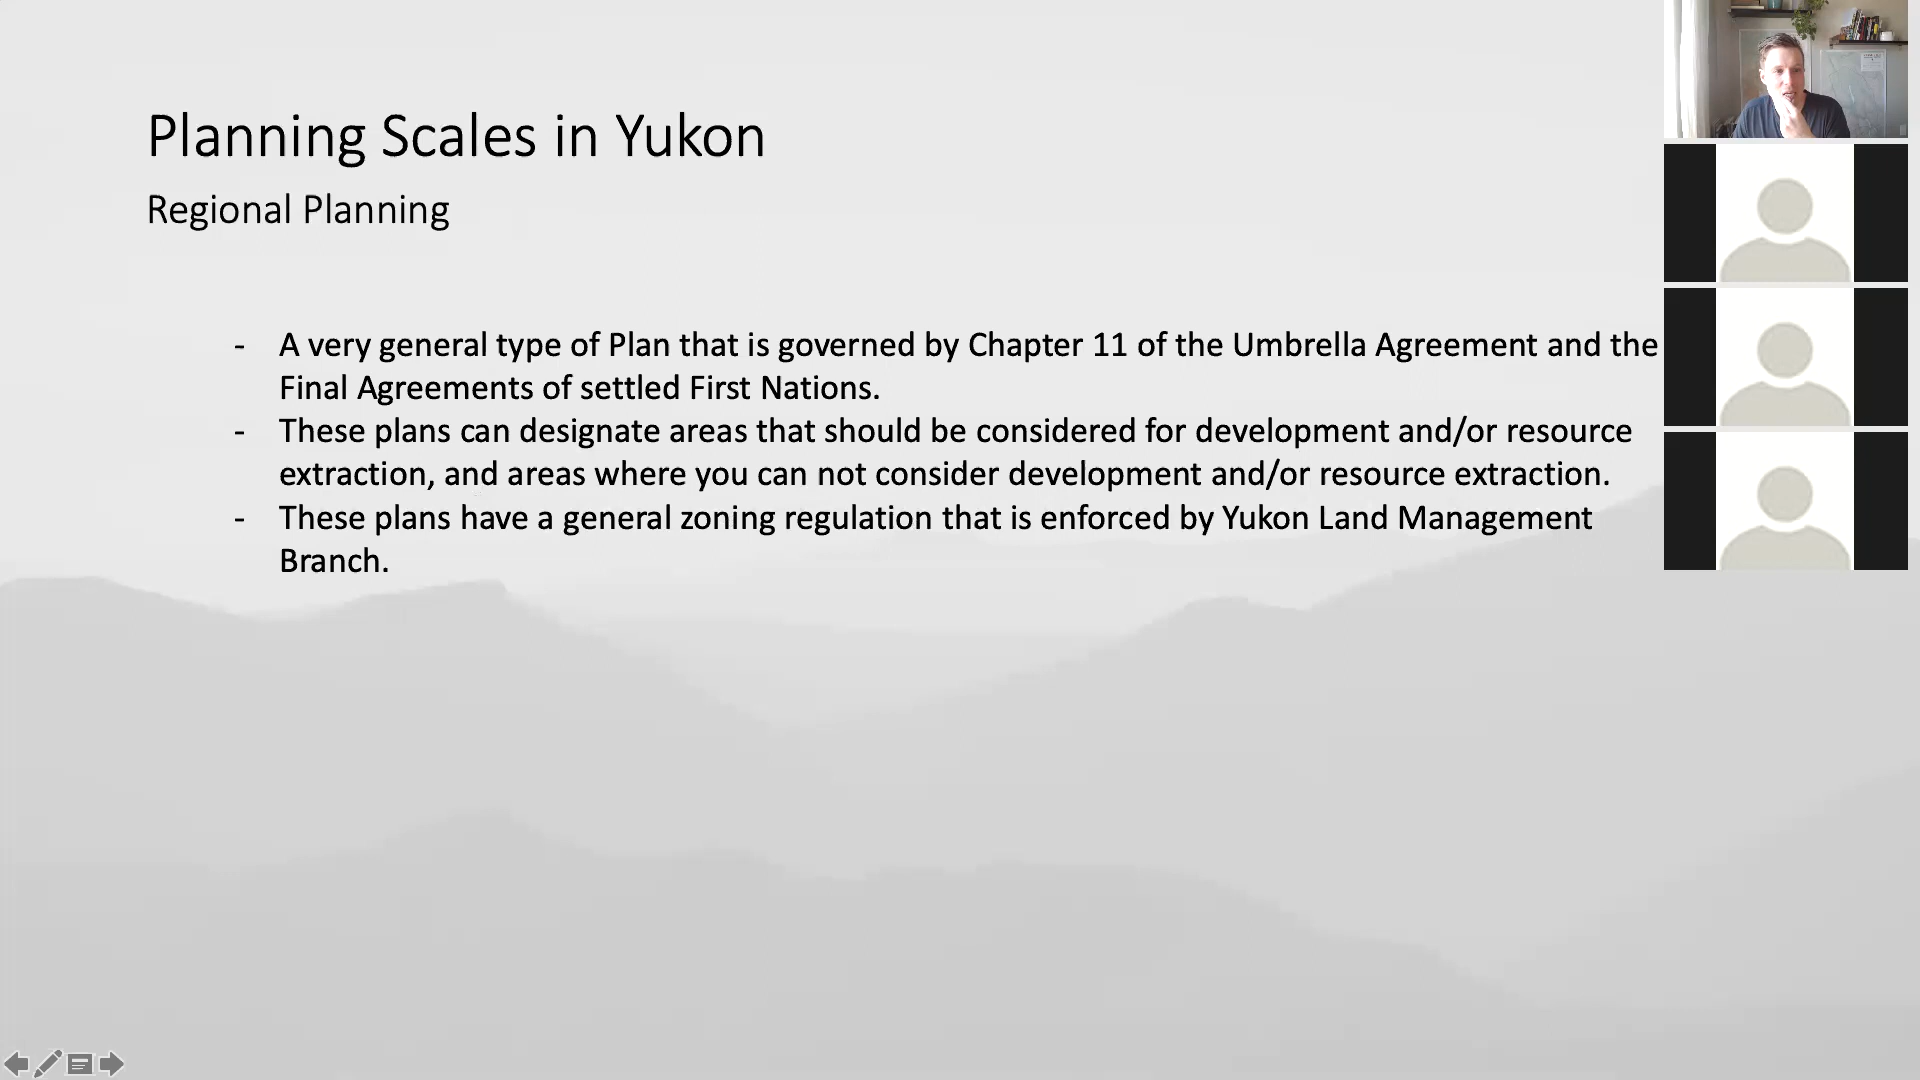 Planning Scales in Yukon
Regional Planning
- A very general type of Plan that is governed by Chapter 11 of the Umbrella Agreement and the
Final Agreements of settled First Nations.
- These plans can designate areas that should be considered for development and/or resource
extraction, and areas where you can not consider development and/or resource extraction.
- These plans have a general zoning regulation that is enforced by Yukon Land Management
Branch.